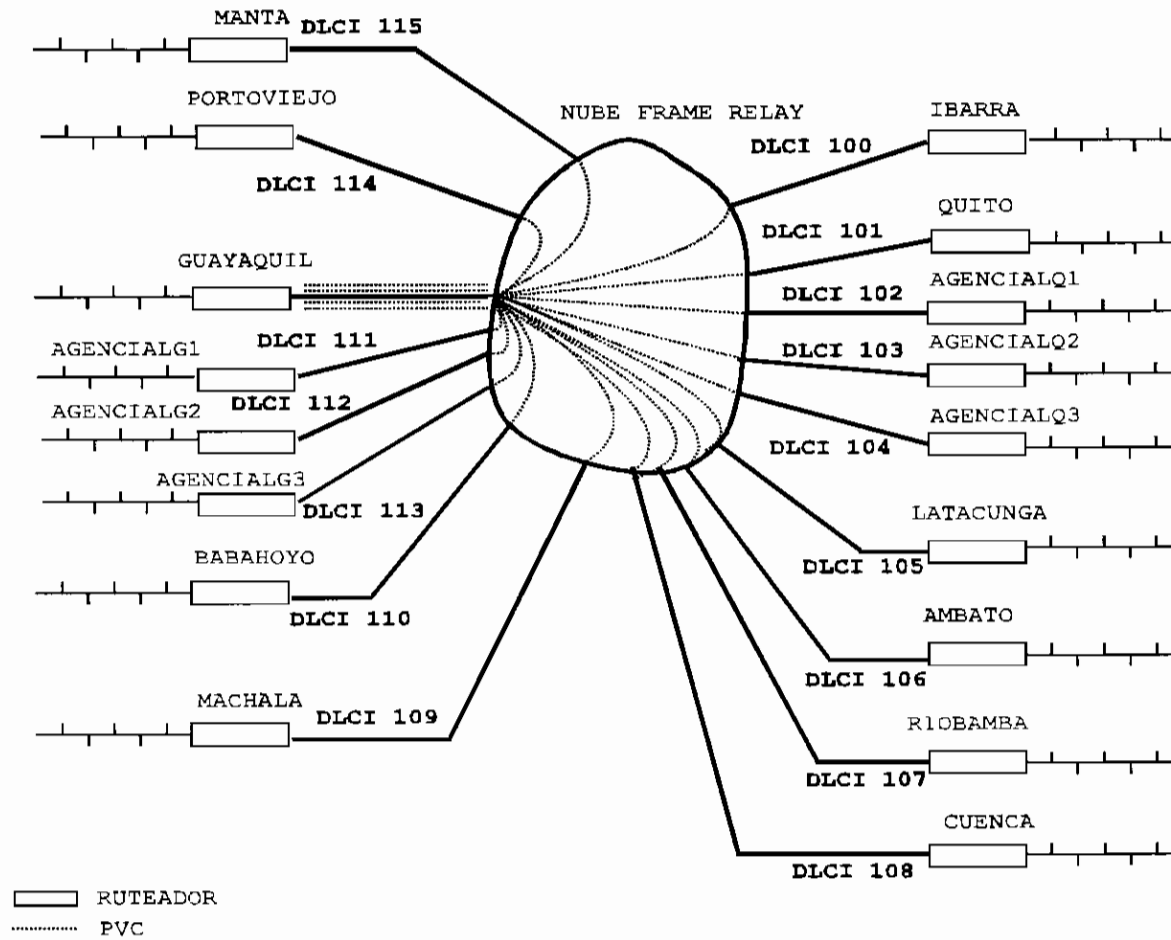 MANTA
DLCI 115
PORTOVIEJO
NUBE FRAME RELAY
IBARRA
DLCI 100
DLCI 114
QUITO
DLCI 101
GUAYAQUIL
AGENCIALQ1
DLCI 102
DLCI 111
AGENCIALG1
DLCI 103
AGENCIALQ2
DLCI 112
AGENCIALG2
AGENCIALQ3
DLCI 104
AGENCIALG3
DLCI 113
LATACUNGA
BABAHOYO
DLCI 105
DLCI 110
AMBATO
DLCI 106
MACHALA
DLCI 109
R1OBAMBA
DLCI 107
CUENCA
DLCI 108
RUTEADOR
PVC